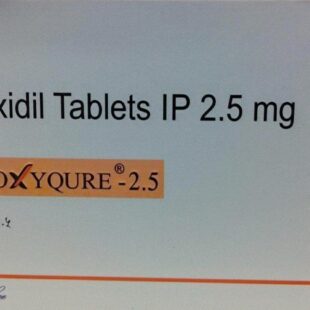 xidil Tablets IP 2.5 mg
OXYQURE®-2.5